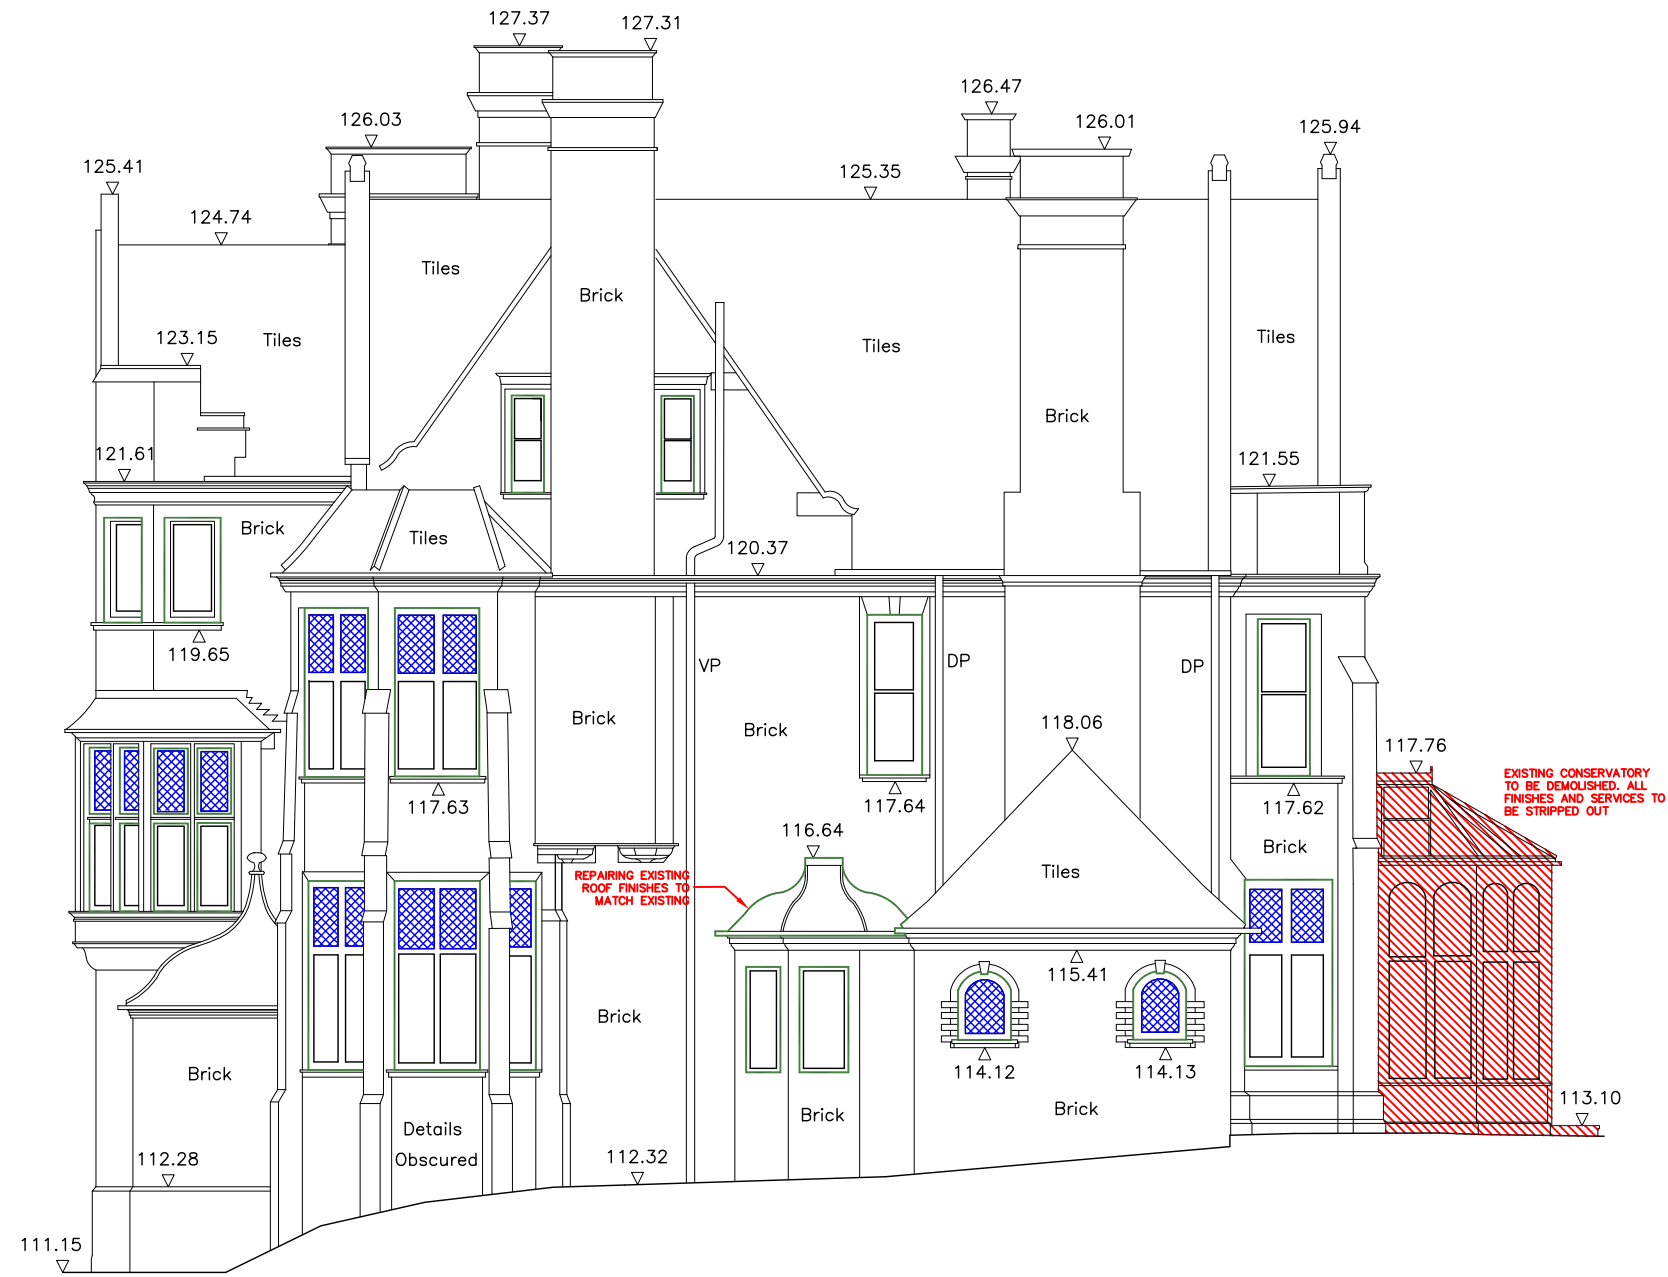 127.37
127.31
126.47
126.03
126.01
125.94
125.41
125.35
124.74
Tiles
Brick
123.15
Tiles
Tiles
Tiles
Brick
121.61
121.55
Brick
Tiles
120.37
119.65
VP
DP
DP
Brick
Brick
118.06
117.76
EXISTING CONSERVATORY
TO BE DEMOLISHED. ALL
FINISHES AND SERVICES TO
BE STRIPPED OUT
117.63
117.64
117.62
116.64
Brick
Tiles
REPAIRING EXISTING
ROOF FINISHES TO
MATCH EXISTING
115.41
Brick
114.12
114.13
Brick
113.10
Brick
Brick
Details
Obscured
112.28
112.32
111.15